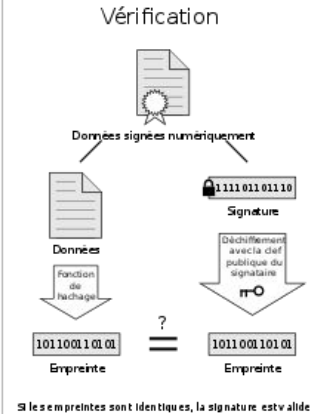 Vérification
Données signées numériquement
111101101110
Signature
Données
Déchiffrement
avec la clef
publique du
signataire
Fonction
de
hachage
?
=
101100110101
101100110101
Empreinte
Empreinte
Si les empreintes sont identiques, la signature est valide